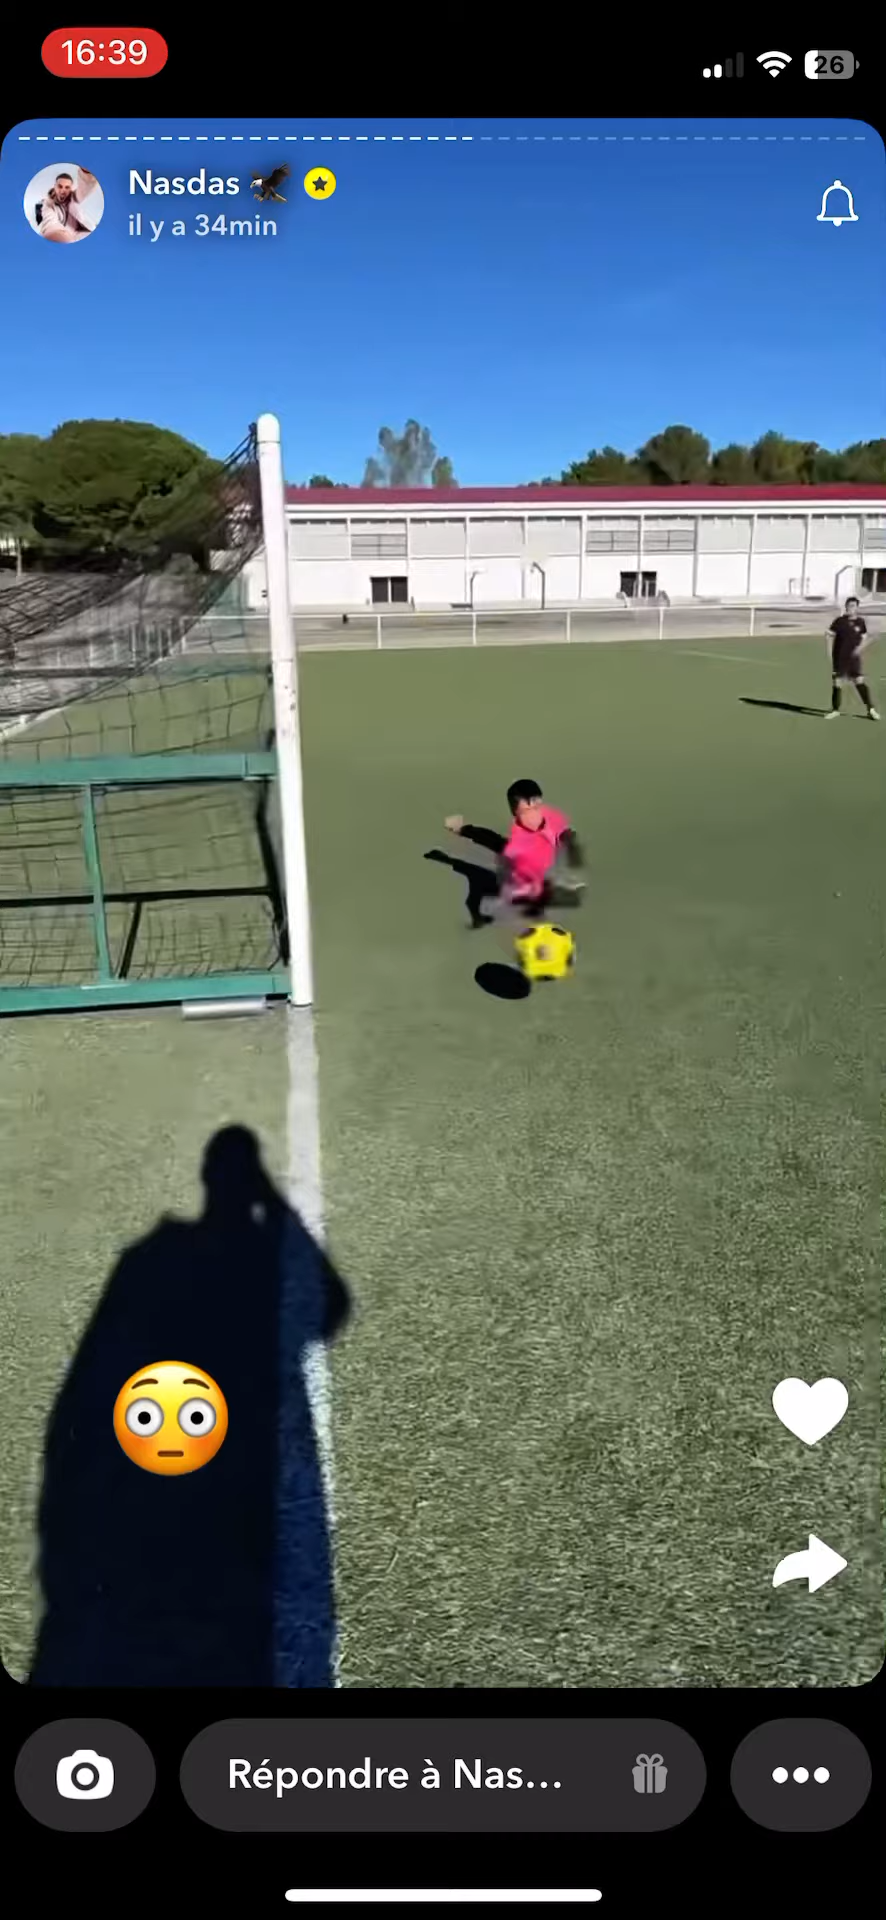 16:39
26
Nasdas 🦅
il y a 34min
😳
Répondre à Nas...